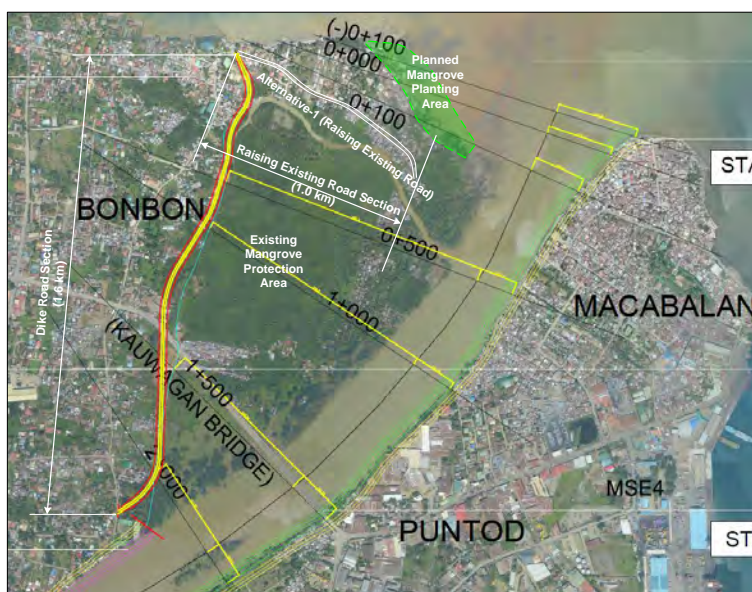 (-)0+100
0+000
Planned
Mangrove
Planting
Area
0+100
Alternative-1 (Raising Existing Road)
STA
Raising Existing Road Section
(1.0 km)
BONBON
0+500
Existing
Mangrove
Protection
Area
Dike Road Section
(1.6 km)
1+000
MACABALAN
1+500
(KAUWAGAN BRIDGE)
2+000
MSE4
PUNTOD
ST